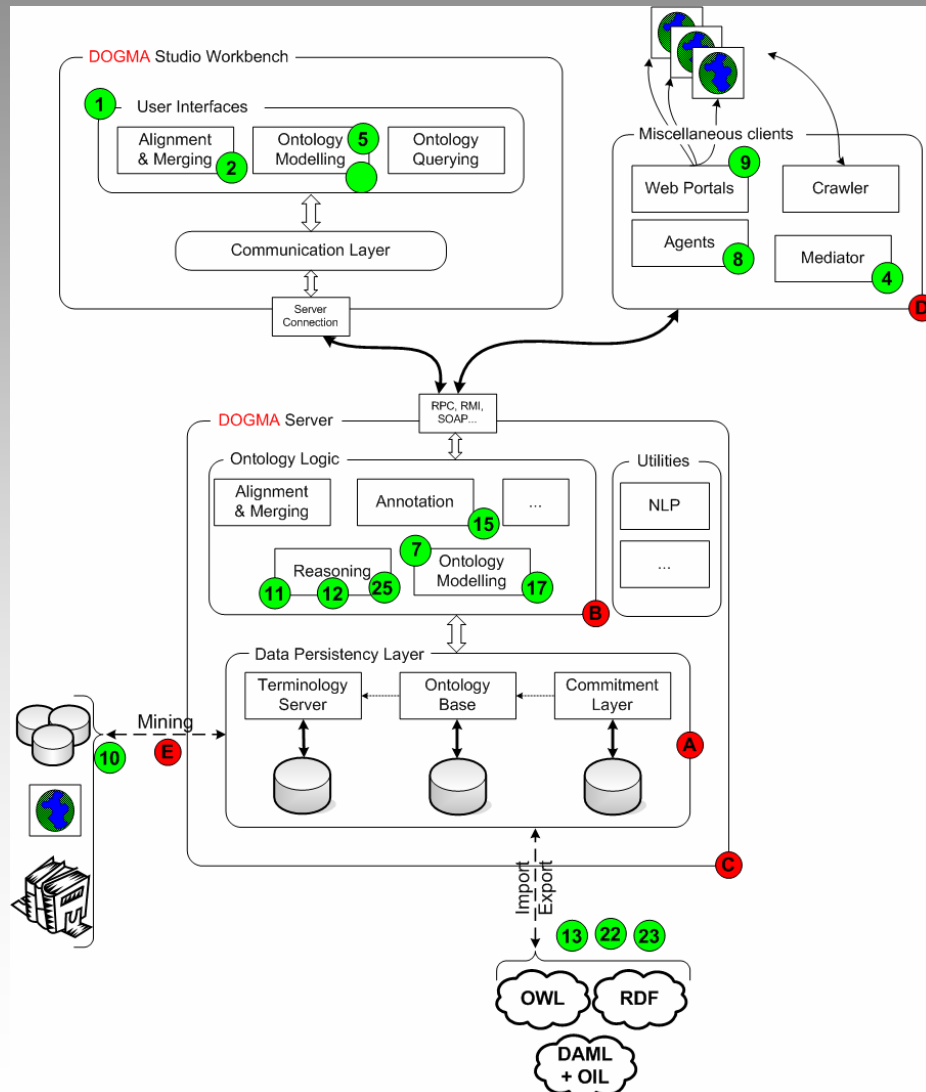 DOGMA Studio Workbench
1
User Interfaces
Alignment
& Merging
2
Ontology
Modelling
5
Ontology
Querying
Communication Layer
Server
Connection
Miscellaneous clients
Web Portals
9
Crawler
Agents
8
Mediator
4
D
RPC, RMI,
SOAP...
DOGMA Server
Ontology Logic
Alignment
& Merging
Annotation
15
...
Reasoning
11
12
25
7
Ontology
Modelling
17
B
Utilities
NLP
...
Data Persistency Layer
Terminology
Server
Ontology
Base
Commitment
Layer
A
Mining
10
E
C
Import
Export
13
22
23
OWL
RDF
DAML
+ OIL